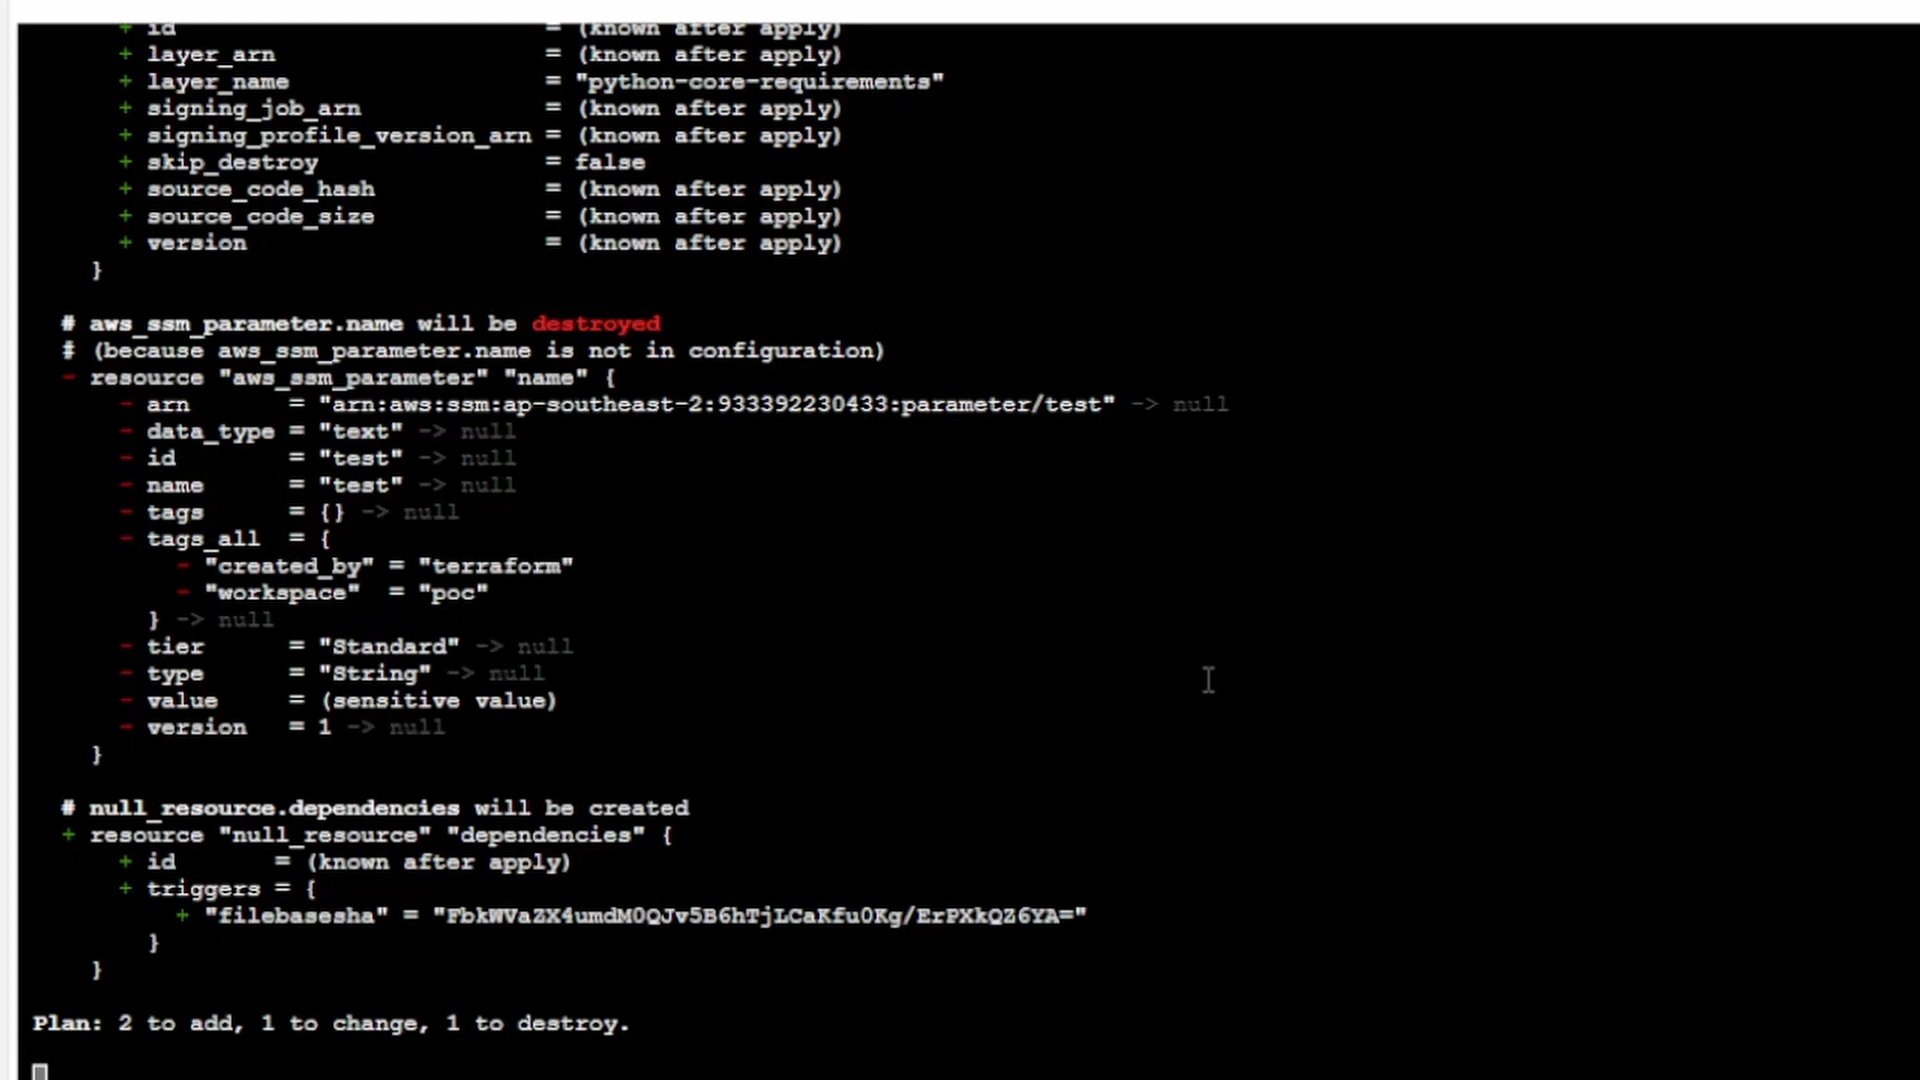 + id = (known after apply)
+ layer_arn = (known after apply)
+ layer_name = "python-core-requirements"
+ signing_job_arn = (known after apply)
+ signing_profile_version_arn = (known after apply)
+ skip_destroy = false
+ source_code_hash = (known after apply)
+ source_code_size = (known after apply)
+ version = (known after apply)
}
# aws_ssm_parameter.name will be destroyed
# (because aws_ssm_parameter.name is not in configuration)
- resource "aws_ssm_parameter" "name" {
- arn = "arn:aws:ssm:ap-southeast-2:933392230433:parameter/test" -> null
- data_type = "text" -> null
- id = "test" -> null
- name = "test" -> null
- tags = {} -> null
- tags_all = {
- "created_by" = "terraform"
- "workspace" = "poc"
} -> null
- tier = "Standard" -> null
- type = "String" -> null
- value = (sensitive value)
- version = 1 -> null
}
# null_resource.dependencies will be created
+ resource "null_resource" "dependencies" {
+ id = (known after apply)
+ triggers = {
+ "filebasesha" = "FbkWVaZX4umdM0QJv5B6hTjLCaKfu0Kg/ErPXkQZ6YA="
}
}
Plan: 2 to add, 1 to change, 1 to destroy.